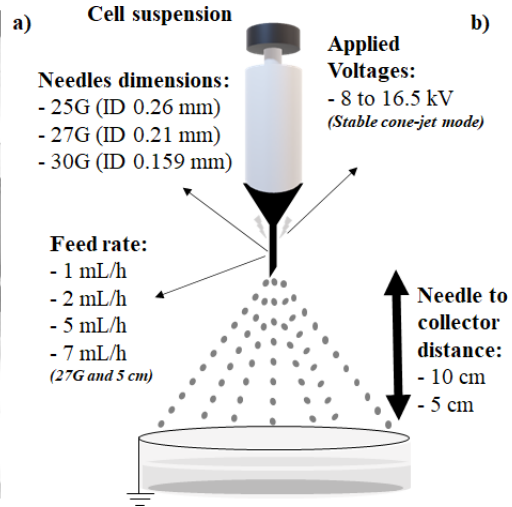 a)
Cell suspension
b)
Needles dimensions:
- 25G (ID 0.26 mm)
- 27G (ID 0.21 mm)
- 30G (ID 0.159 mm)
Applied
Voltages:
- 8 to 16.5 kV
(Stable cone-jet mode)
Feed rate:
- 1 mL/h
- 2 mL/h
- 5 mL/h
- 7 mL/h
(27G and 5 cm)
Needle to
collector
distance:
- 10 cm
- 5 cm